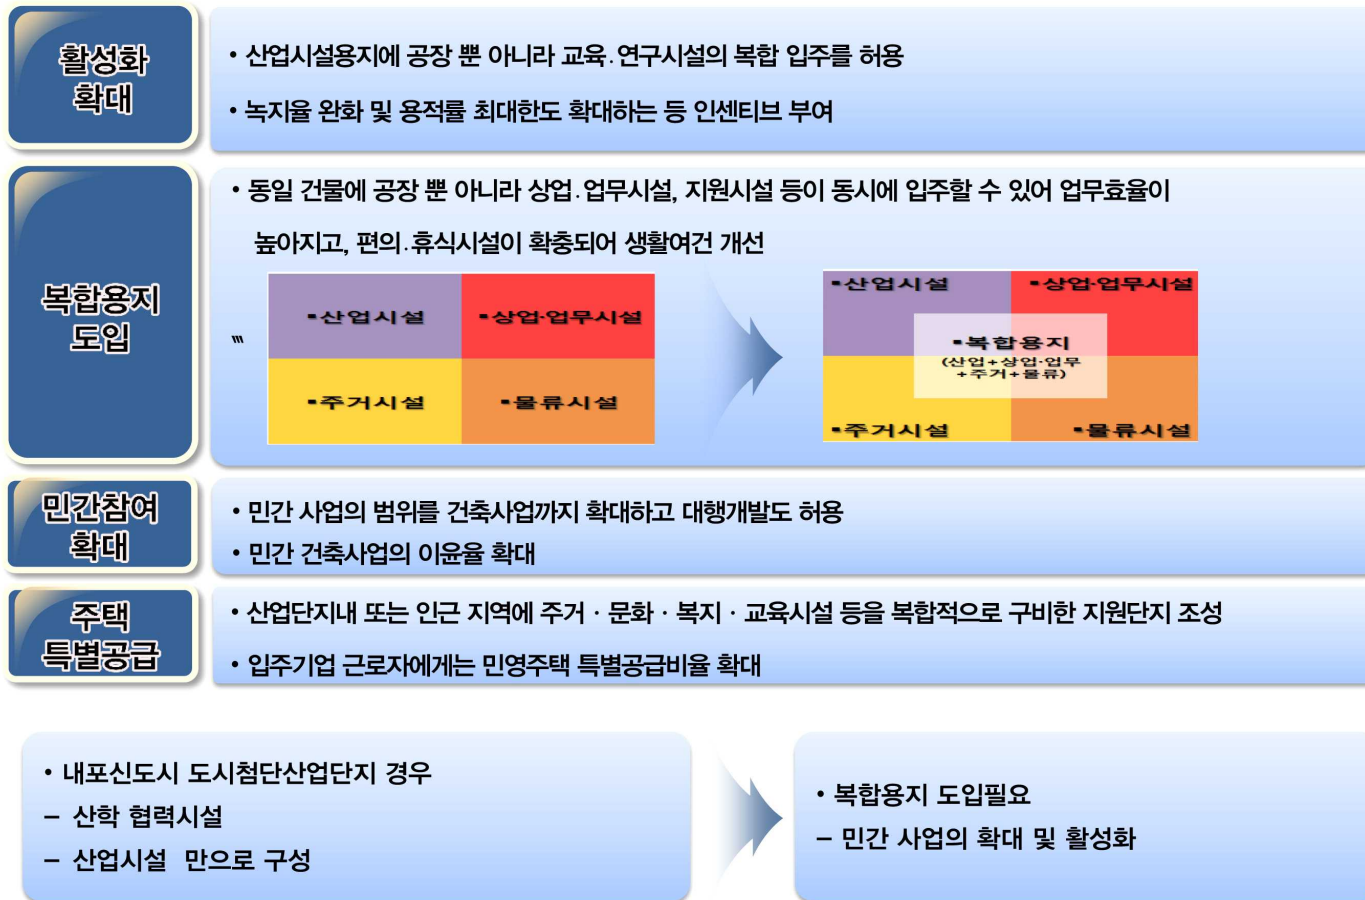 활성화
확대
• 산업시설용지에 공장 뿐 아니라 교육.연구시설의 복합 입주를 허용
• 녹지율 완화 및 용적률 최대한도 확대하는 등 인센티브 부여
복합용지
도입
• 동일 건물에 공장 뿐 아니라 상업.업무시설, 지원시설 등이 동시에 입주할 수 있어 업무효율이
높아지고, 편의.휴식시설이 확충되어 생활여건 개선
▪산업시설
▪상업·업무시설
▪주거시설
▪물류시설
▪산업시설
▪상업·업무시설
▪복합용지
(산업+상업·업무
+주거+물류)
▪주거시설
▪물류시설
민간참여
확대
• 민간 사업의 범위를 건축사업까지 확대하고 대행개발도 허용
• 민간 건축사업의 이윤율 확대
주택
특별공급
• 산업단지내 또는 인근 지역에 주거 · 문화 · 복지 · 교육시설 등을 복합적으로 구비한 지원단지 조성
• 입주기업 근로자에게는 민영주택 특별공급비율 확대
• 내포신도시 도시첨단산업단지 경우
– 산학 협력시설
– 산업시설 만으로 구성
• 복합용지 도입필요
– 민간 사업의 확대 및 활성화